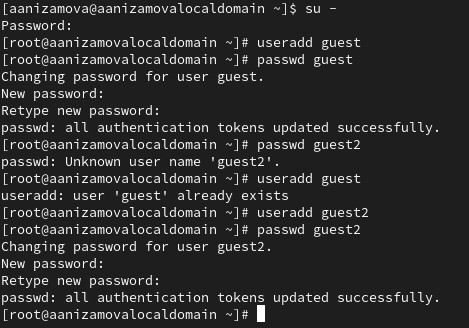 [aanizamova@aanizamovalocaldomain ~]$ su -
Password:
[root@aanizamovalocaldomain ~]# useradd guest
[root@aanizamovalocaldomain ~]# passwd guest
Changing password for user guest.
New password:
Retype new password:
passwd: all authentication tokens updated successfully.
[root@aanizamovalocaldomain ~]# passwd guest2
passwd: Unknown user name 'guest2'.
[root@aanizamovalocaldomain ~]# useradd guest
useradd: user 'guest' already exists
[root@aanizamovalocaldomain ~]# useradd guest2
[root@aanizamovalocaldomain ~]# passwd guest2
Changing password for user guest2.
New password:
Retype new password:
passwd: all authentication tokens updated successfully.
[root@aanizamovalocaldomain ~]#